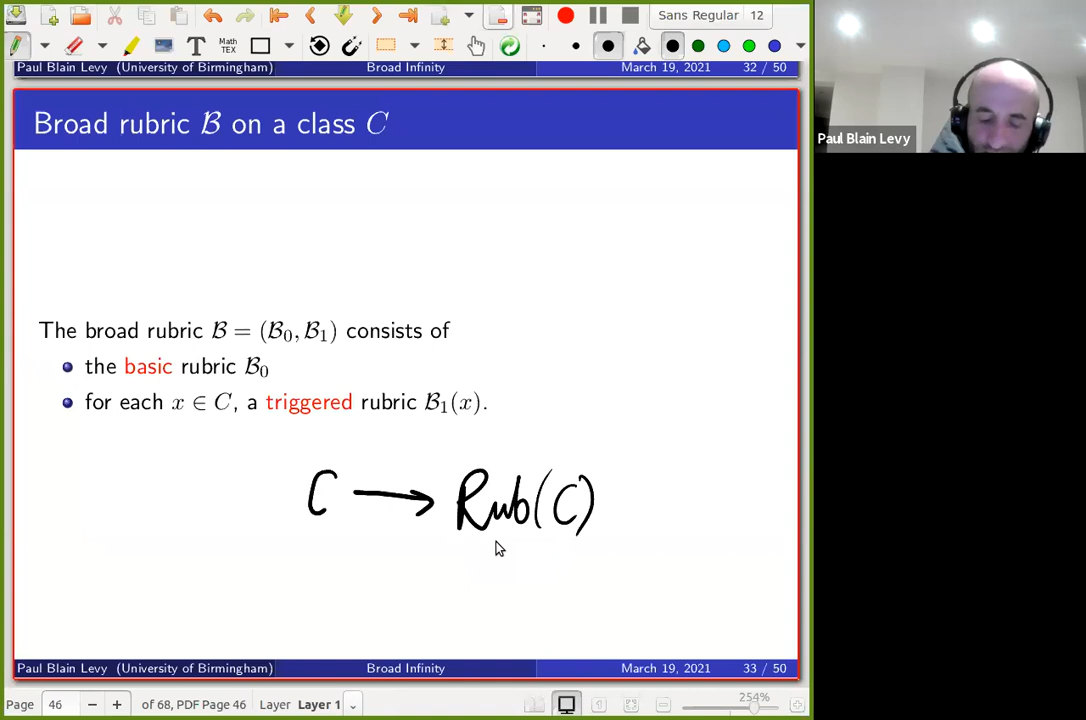 Sans Regular 12
T MATH TEX
Paul Blain Levy (University of Birmingham) Broad Infinity March 19, 2021 32 / 50
Broad rubric ℬ on a class C
Paul Blain Levy
The broad rubric ℬ = (ℬ₀, ℬ₁) consists of
the basic rubric ℬ₀
for each x ∈ C, a triggered rubric ℬ₁(x).
C → Rub(C)
Paul Blain Levy (University of Birmingham) Broad Infinity March 19, 2021 33 / 50
Page 46 of 68, PDF Page 46 Layer Layer 1 254%